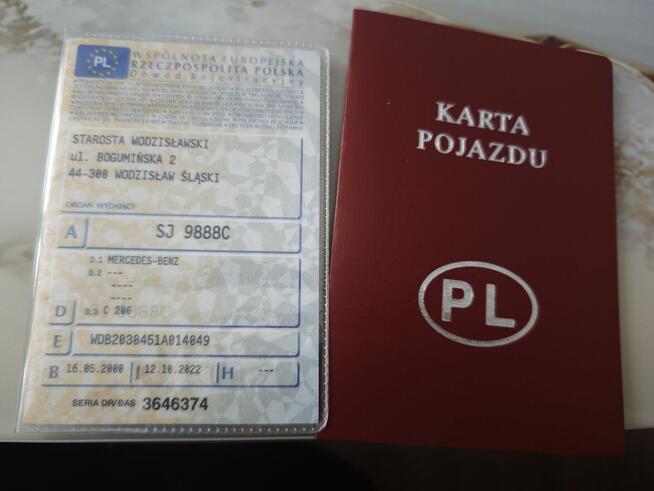 PL
WSPÓLNOTA EUROPEJSKA
RZECZPOSPOLITA POLSKA
Dowód Rejestracyjny
STAROSTA WODZISŁAWSKI
ul. BOGUMIŃSKA 2
44-300 WODZISŁAW ŚLĄSKI
ORGAN WYDAJĄCY
A SJ 9888C
D.1 MERCEDES-BENZ
D.2 ---
----
----
D D.3 C 200
E WDB2030451A014049
B 16.05.2000 I 12.10.2022 H ---
SERIA DR/BAS 3646374
KARTA
POJAZDU
PL